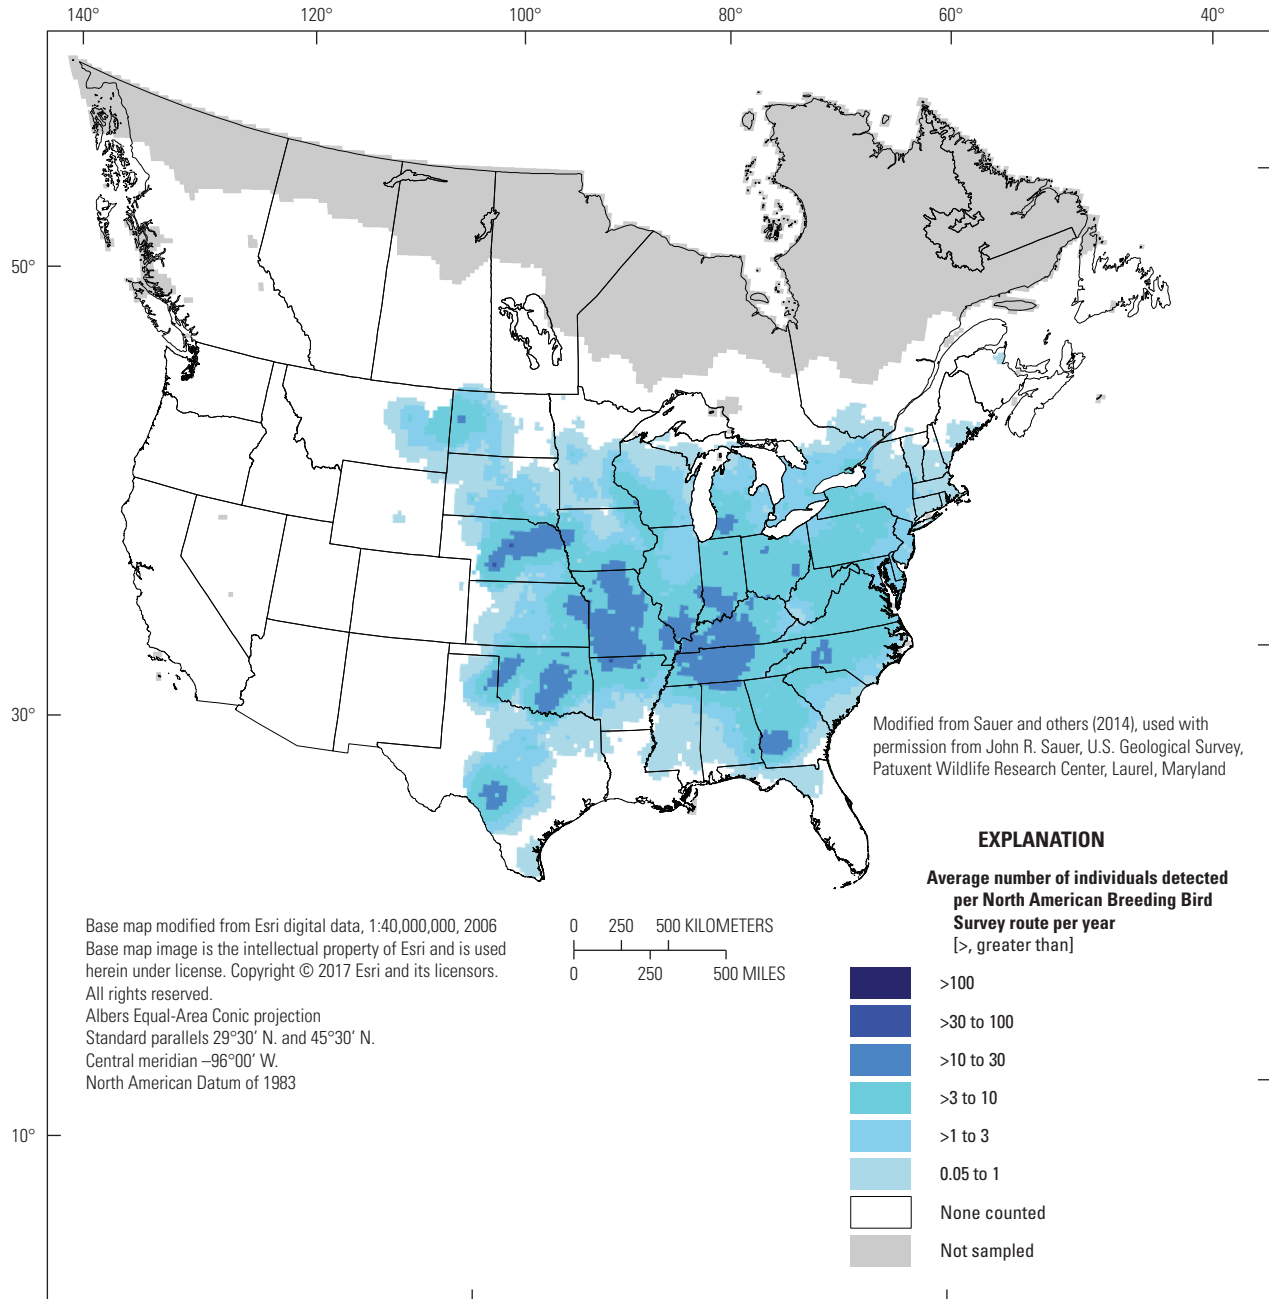 140° 120° 100° 80° 60° 40°
50°
30°
10°
Modified from Sauer and others (2014), used with
permission from John R. Sauer, U.S. Geological Survey,
Patuxent Wildlife Research Center, Laurel, Maryland
EXPLANATION
Average number of individuals detected
per North American Breeding Bird
Survey route per year
[>, greater than]
>100
>30 to 100
>10 to 30
>3 to 10
>1 to 3
0.05 to 1
None counted
Not sampled
Base map modified from Esri digital data, 1:40,000,000, 2006
Base map image is the intellectual property of Esri and is used
herein under license. Copyright © 2017 Esri and its licensors.
All rights reserved.
Albers Equal-Area Conic projection
Standard parallels 29°30′ N. and 45°30′ N.
Central meridian –96°00′ W.
North American Datum of 1983
0 250 500 KILOMETERS
0 250 500 MILES